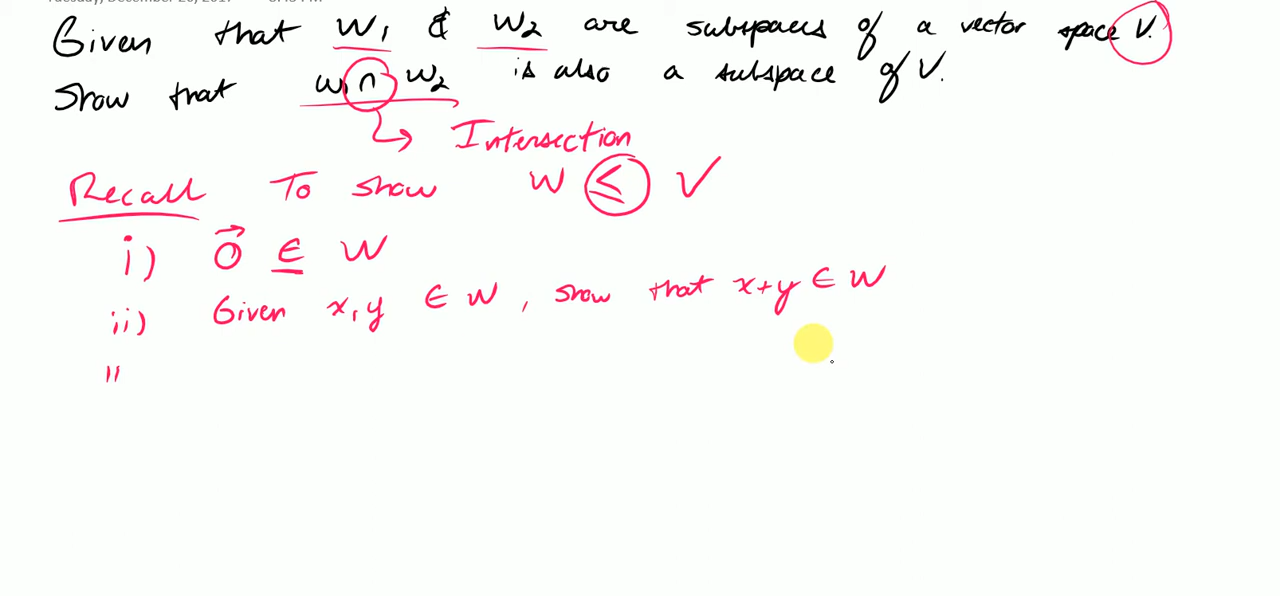 Given that W₁ & W₂ are subspaces of a vector space V.
Show that W₁ ∩ W₂ is also a subspace of V.
Intersection
Recall To show W ≤ V
i) 0⃗ ∈ W
ii) Given x, y ∈ W, show that x+y ∈ W
ii